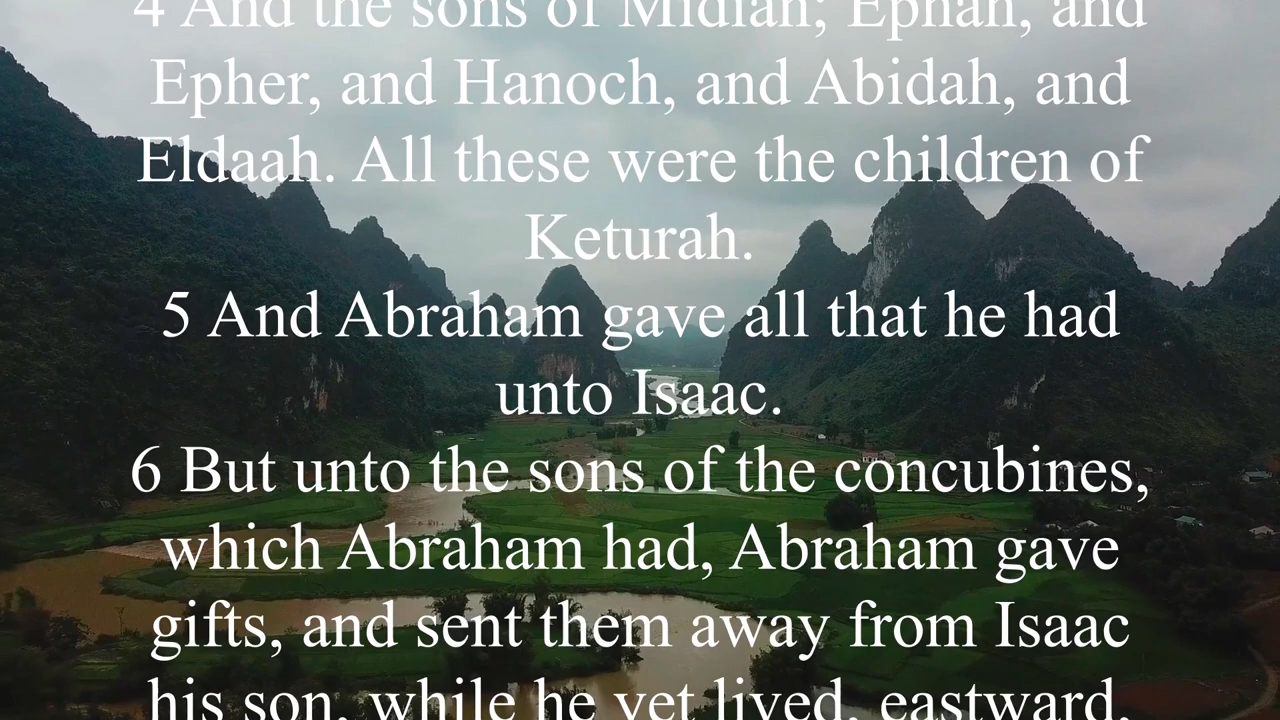 4 And the sons of Midian; Ephah, and
Epher, and Hanoch, and Abidah, and
Eldaah. All these were the children of
Keturah.
5 And Abraham gave all that he had
unto Isaac.
6 But unto the sons of the concubines,
which Abraham had, Abraham gave
gifts, and sent them away from Isaac
his son, while he yet lived, eastward,